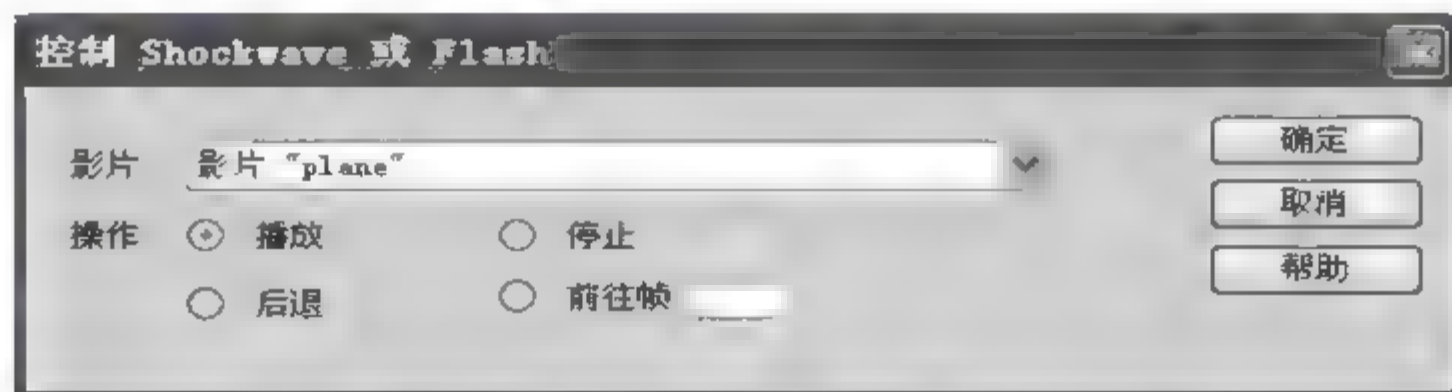 控制 Shockwave 或 Flash
影片 影片 "plane"
确定
取消
操作 播放 停止
帮助
后退 前往帧